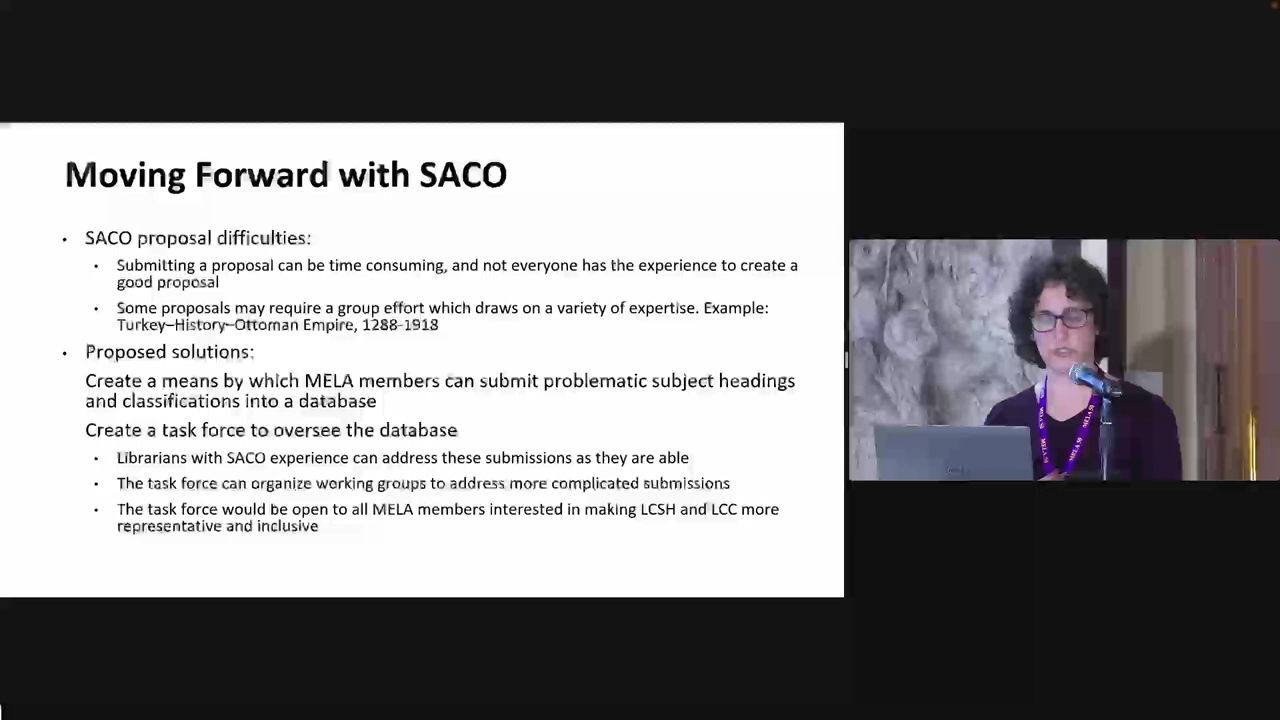 Moving Forward with SACO
• SACO proposal difficulties:
• Submitting a proposal can be time consuming, and not everyone has the experience to create a
good proposal
• Some proposals may require a group effort which draws on a variety of expertise. Example:
Turkey–History–Ottoman Empire, 1288-1918
• Proposed solutions:
Create a means by which MELA members can submit problematic subject headings
and classifications into a database
Create a task force to oversee the database
• Librarians with SACO experience can address these submissions as they are able
• The task force can organize working groups to address more complicated submissions
• The task force would be open to all MELA members interested in making LCSH and LCC more
representative and inclusive
MELA 50
MELA 50